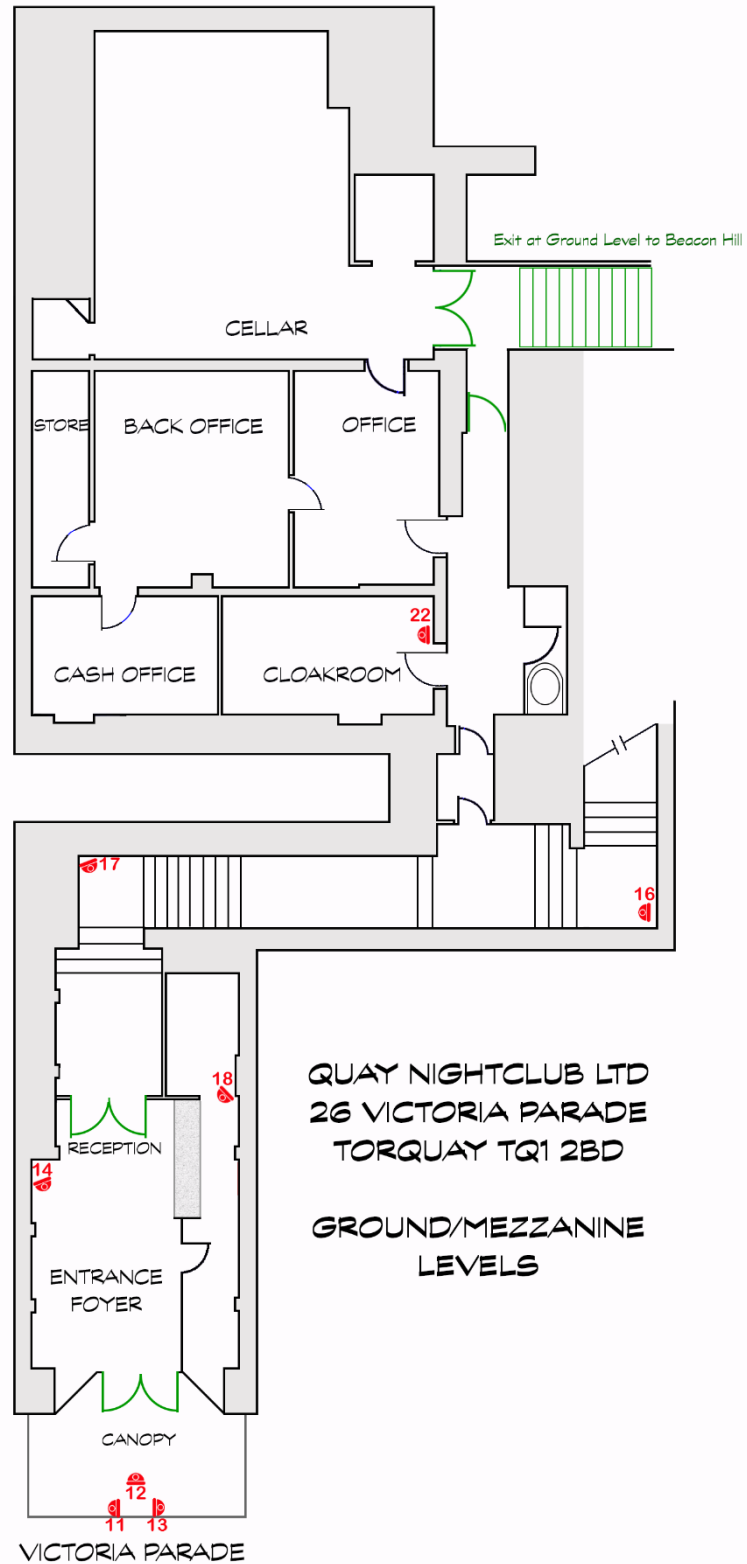 Exit at Ground Level to Beacon Hill
CELLAR
STORE
BACK OFFICE
OFFICE
22
CASH OFFICE
CLOAKROOM
17
16
18
RECEPTION
14
ENTRANCE
FOYER
QUAY NIGHTCLUB LTD
26 VICTORIA PARADE
TORQUAY TQ1 2BD
GROUND/MEZZANINE
LEVELS
CANOPY
12
11
13
VICTORIA PARADE